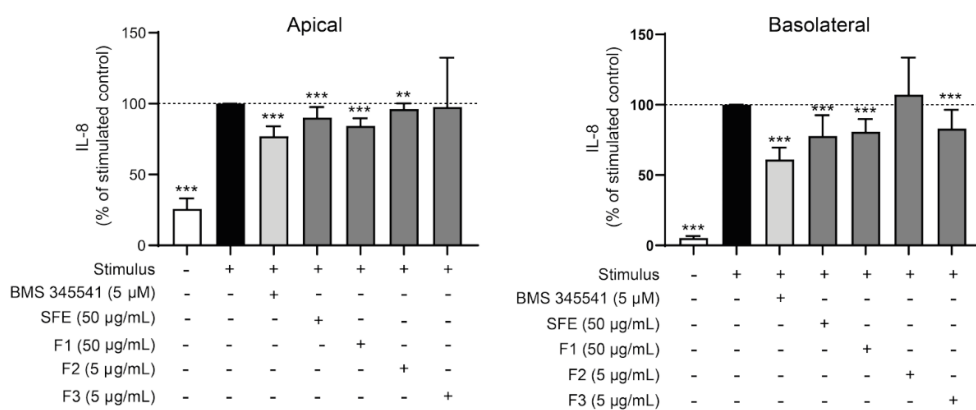 Apical
150
100
50
0
IL-8
(% of stimulated control)
*** *** *** *** **
Stimulus - + + + + + +
BMS 345541 (5 µM) - - + - - - -
SFE (50 µg/mL) - - - + - - -
F1 (50 µg/mL) - - - - + - -
F2 (5 µg/mL) - - - - - + -
F3 (5 µg/mL) - - - - - - +
Basolateral
150
100
50
0
IL-8
(% of stimulated control)
*** *** *** ***
Stimulus - + + + + + +
BMS 345541 (5 µM) - - + - - - -
SFE (50 µg/mL) - - - + - - -
F1 (50 µg/mL) - - - - + - -
F2 (5 µg/mL) - - - - - + -
F3 (5 µg/mL) - - - - - - +